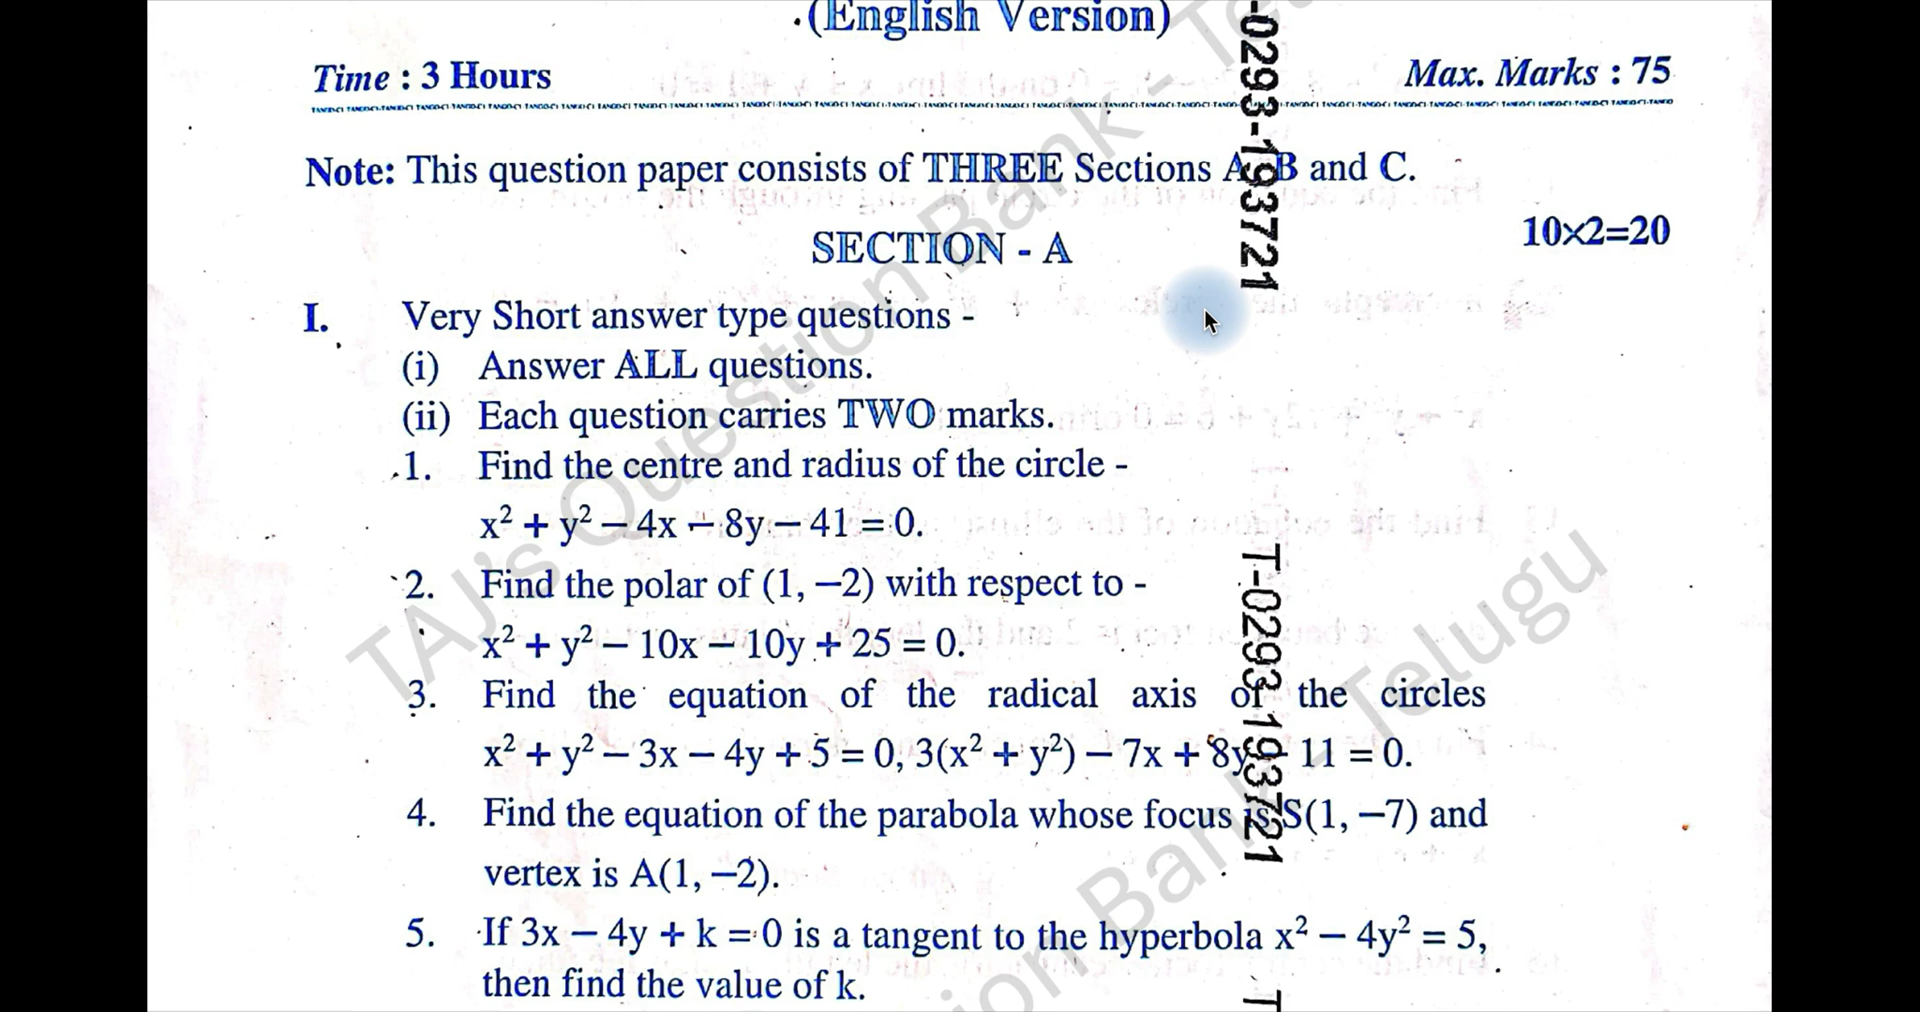 (English Version)
Time : 3 Hours
Max. Marks : 75
Note: This question paper consists of THREE Sections A, B and C.
SECTION - A
10×2=20
I. Very Short answer type questions -
(i) Answer ALL questions.
(ii) Each question carries TWO marks.
1. Find the centre and radius of the circle -
x² + y² – 4x – 8y – 41 = 0.
2. Find the polar of (1, –2) with respect to -
x² + y² – 10x – 10y + 25 = 0.
3. Find the equation of the radical axis of the circles
x² + y² – 3x – 4y + 5 = 0, 3(x² + y²) – 7x + 8y 11 = 0.
4. Find the equation of the parabola whose focus is S(1, –7) and
vertex is A(1, –2).
5. If 3x – 4y + k = 0 is a tangent to the hyperbola x² – 4y² = 5,
then find the value of k.
-0293-193721
T-0293-193721
T
TAJ's Question Bank - Telugu
ion Bank - Telugu